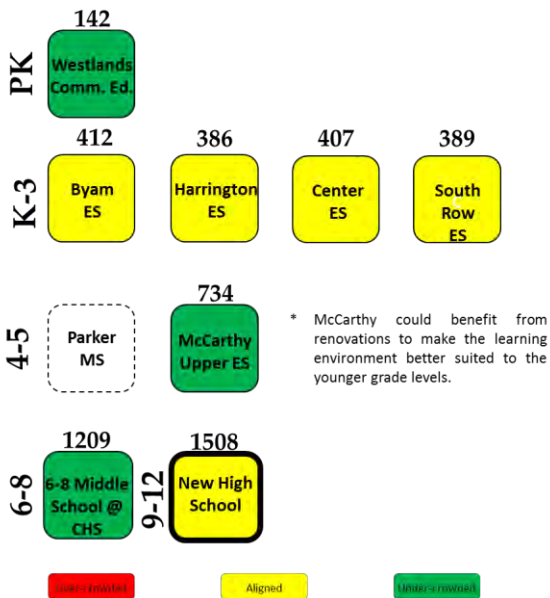 142
PK
Westlands
Comm. Ed.
412
386
407
389
K-3
Byam
ES
Harrington
ES
Center
ES
South
Row
ES
734
4-5
Parker
MS
McCarthy
Upper ES
* McCarthy could benefit from
renovations to make the learning
environment better suited to the
younger grade levels.
1209
1508
6-8
6-8 Middle
School @
CHS
9-12
New High
School
Aligned
Under-crowded